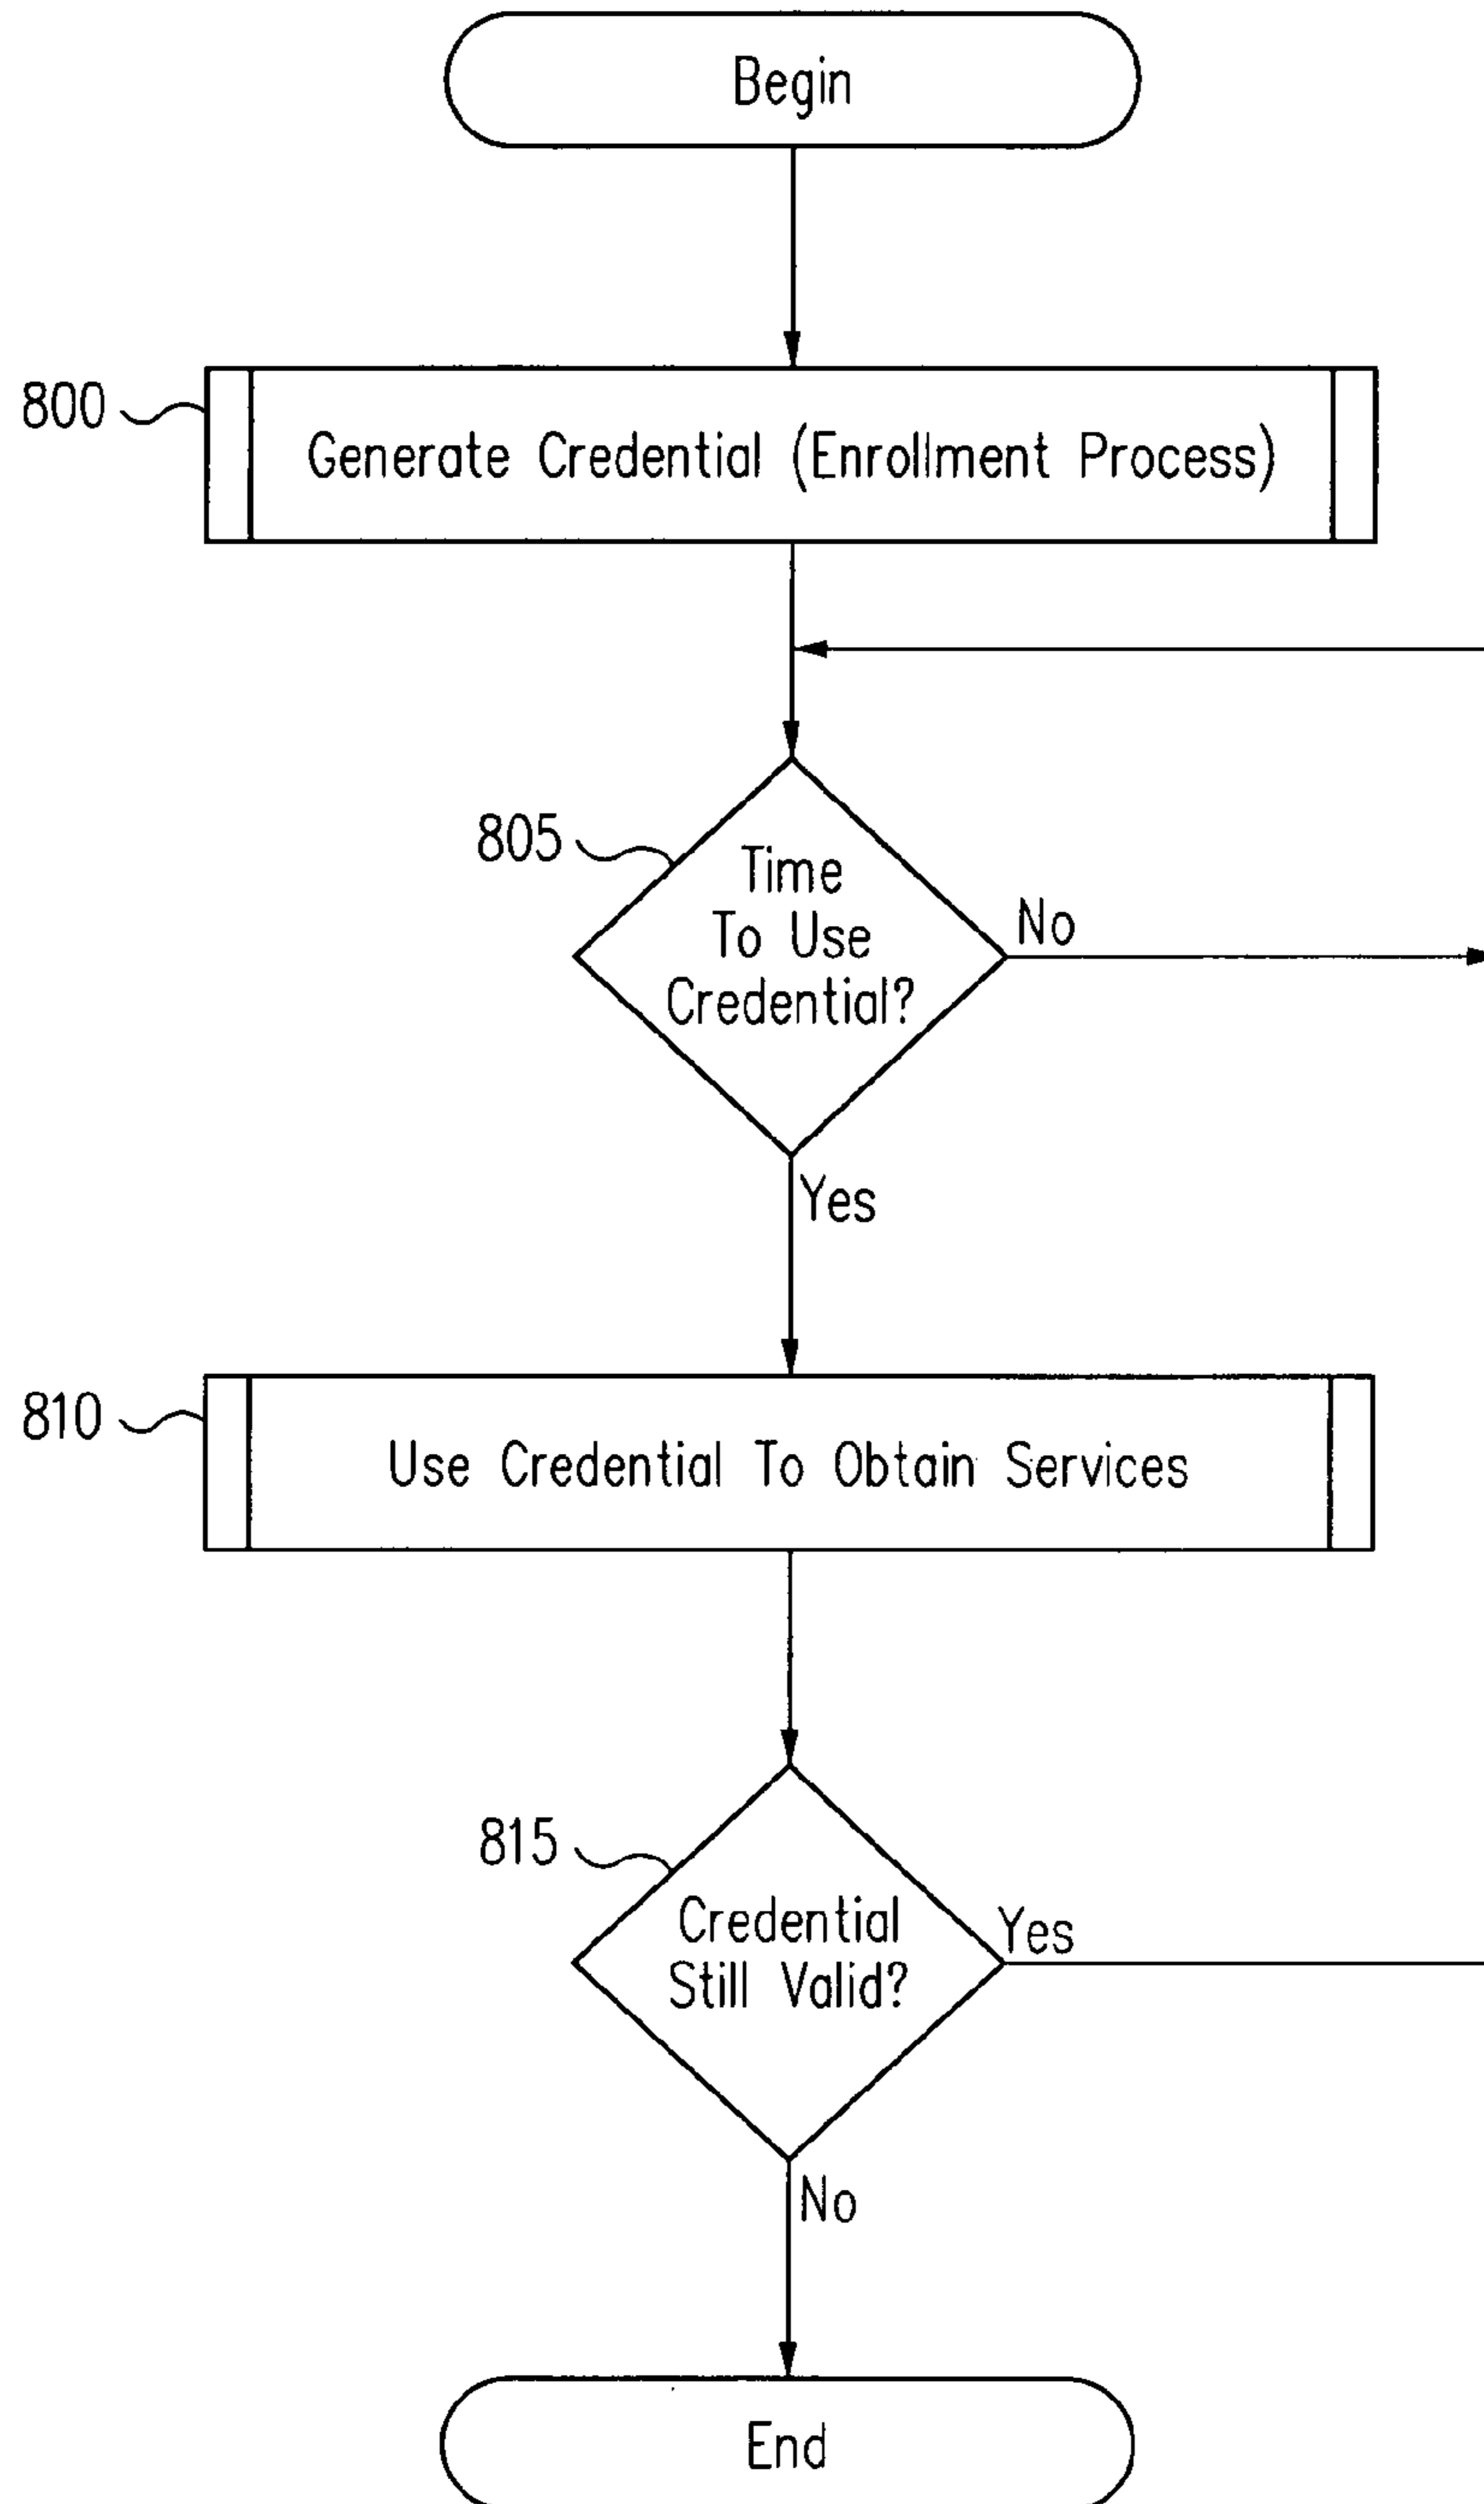 Begin
800
Generate Credential (Enrollment Process)
805
Time
To Use
Credential?
No
Yes
810
Use Credential To Obtain Services
815
Credential
Still Valid?
Yes
No
End